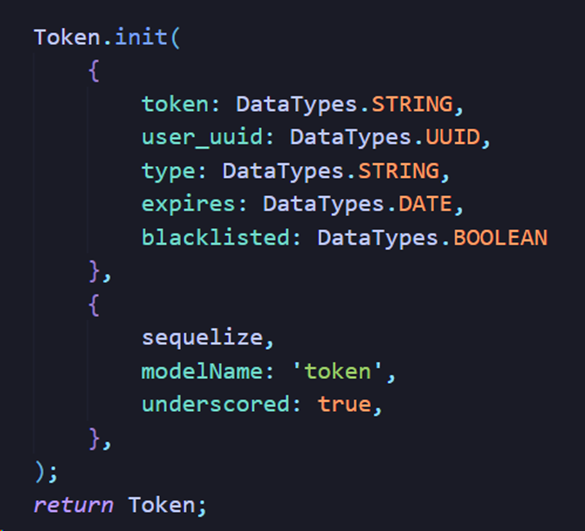 Token.init(
{
token: DataTypes.STRING,
user_uuid: DataTypes.UUID,
type: DataTypes.STRING,
expires: DataTypes.DATE,
blacklisted: DataTypes.BOOLEAN
},
{
sequelize,
modelName: 'token',
underscored: true,
},
);
return Token;